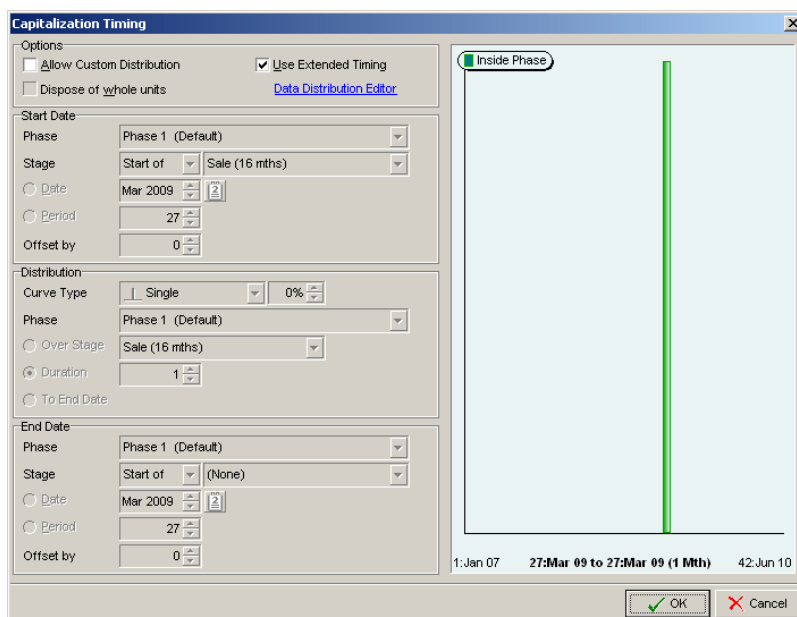 Capitalization Timing
Options
Allow Custom Distribution
Use Extended Timing
Dispose of whole units
Data Distribution Editor
Start Date
Phase Phase 1 (Default)
Stage Start of Sale (16 mths)
Date Mar 2009 2
Period 27
Offset by 0
Distribution
Curve Type Single 0%
Phase Phase 1 (Default)
Over Stage Sale (16 mths)
Duration 1
To End Date
End Date
Phase Phase 1 (Default)
Stage Start of (None)
Date Mar 2009 2
Period 27
Offset by 0
Inside Phase
1:Jan 07 27:Mar 09 to 27:Mar 09 (1 Mth) 42:Jun 10
OK Cancel